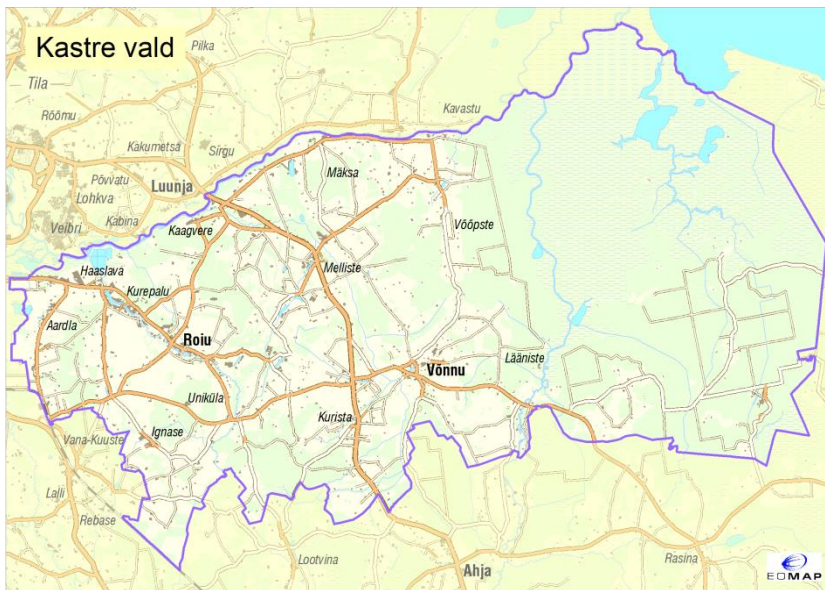 Kastre vald
Pilka
Tila
Kavastu
Rõõmu
Kakumetsa
Sirgu
Mäksa
Põvvatu
Luunja
Lohkva
Kabina
Veibri
Kaagvere
Vööpste
Haaslava
Melliste
Kurepalu
Aardla
Roiu
Lääniste
Võnnu
Uniküla
Kurista
Ignase
Vana-Kuuste
Lalli
Rebase
Lootvina
Ahja
Rasina
EOMAP